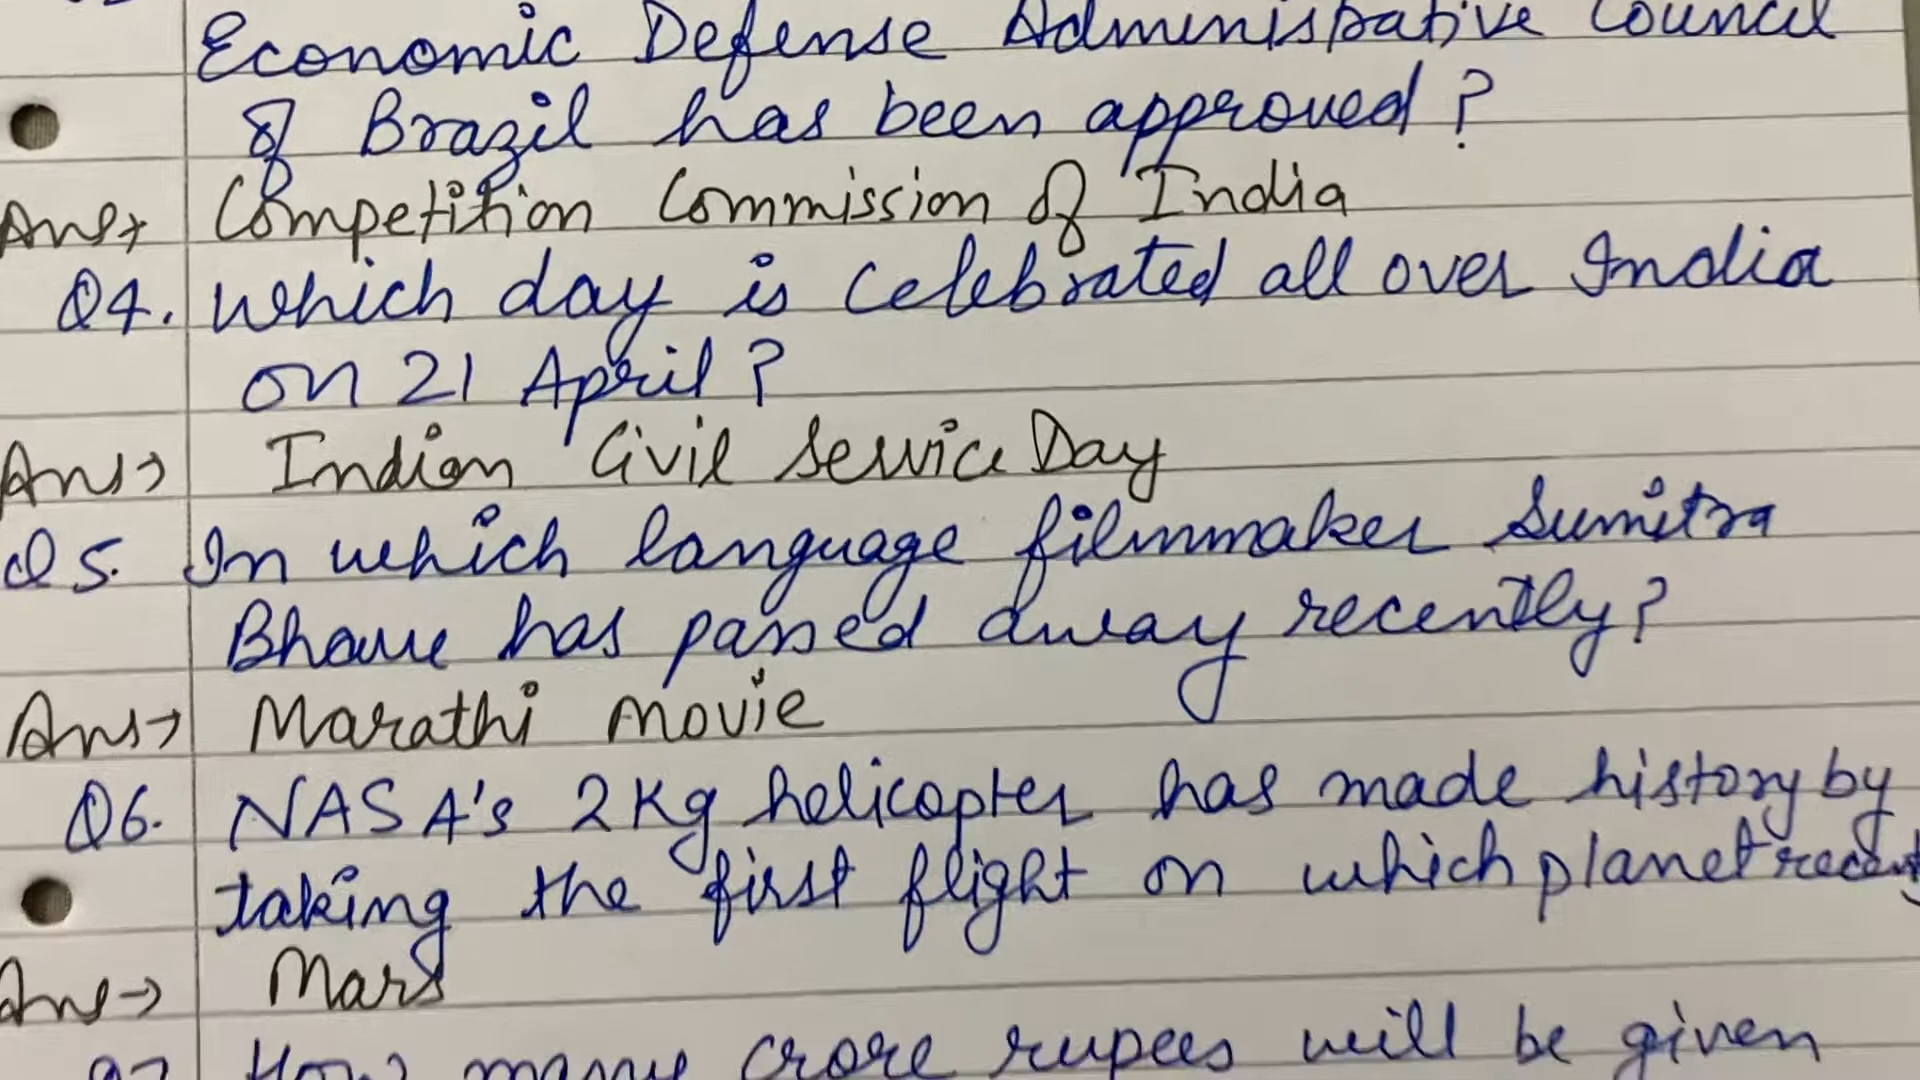 Economic Defense Administrative Council
of Brazil has been approved?
Ans→ Competition Commission of India
Q4. Which day is celebrated all over India
on 21 April?
Ans→ Indian Civil Service Day
Q5. In which language filmmaker Sumitra
Bhave has passed away recently?
Ans→ Marathi movie
Q6. NASA's 2Kg helicopter has made history by
taking the first flight on which planet
Ans→ Mars
Q7 How many crore rupees will be given